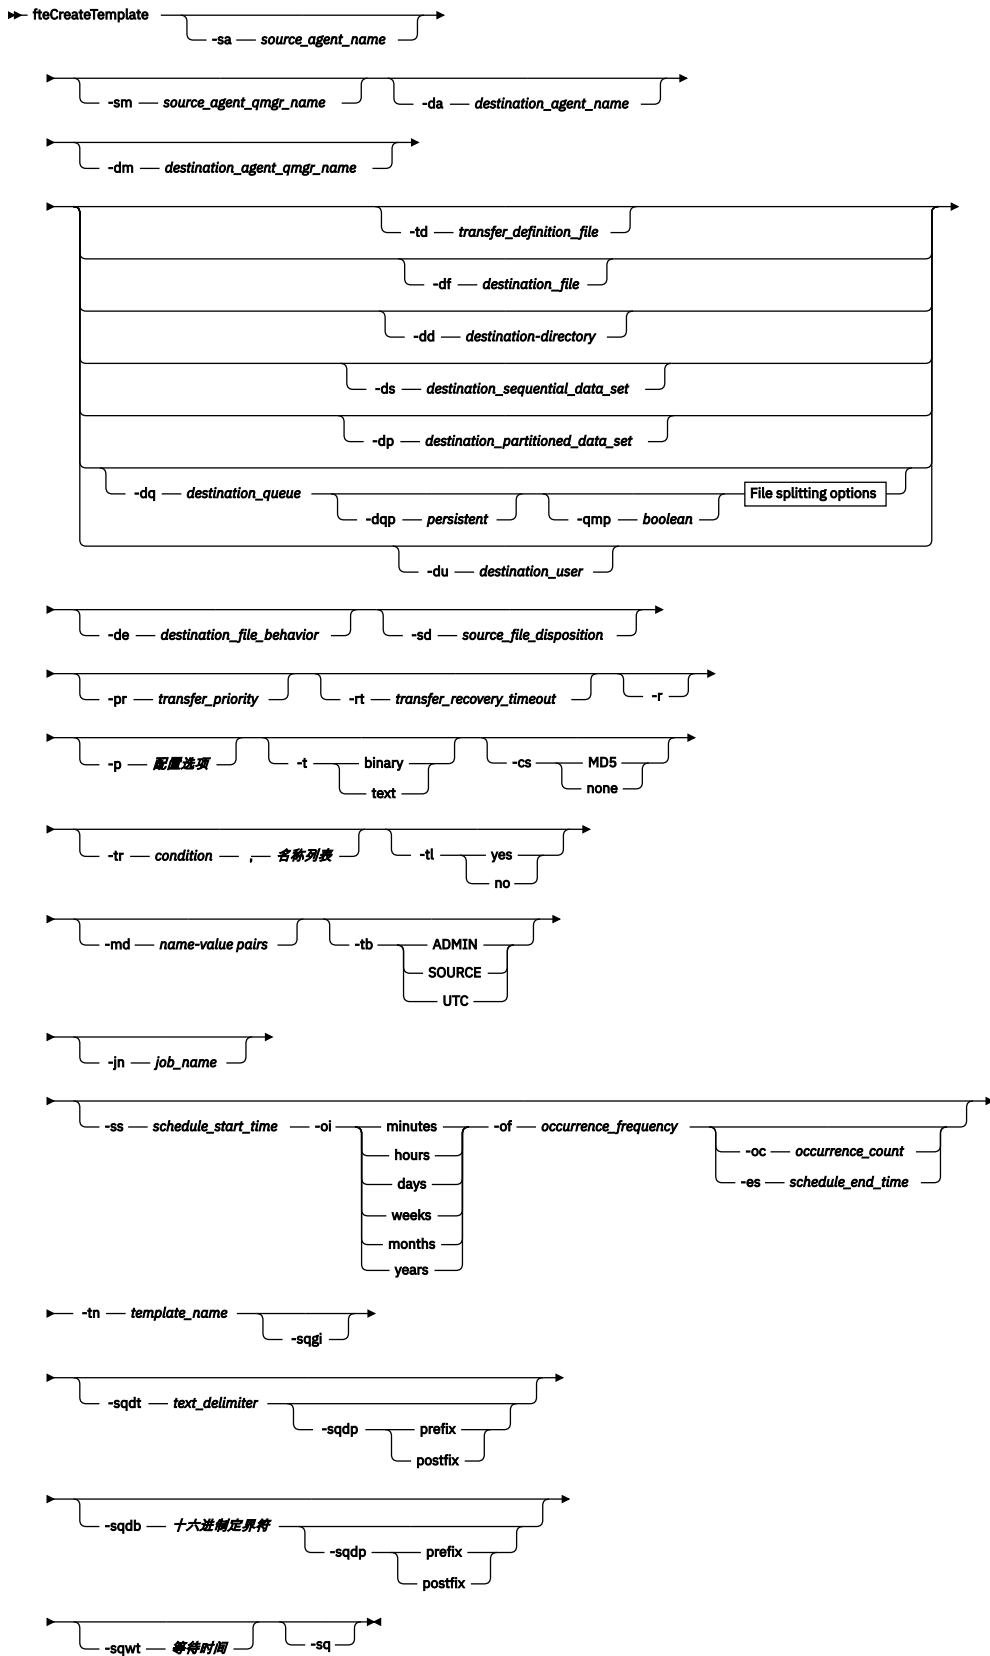 fteCreateTemplate
-sa source_agent_name
-sm source_agent_qmgr_name -da destination_agent_name
-dm destination_agent_qmgr_name
-td transfer_definition_file
-df destination_file
-dd destination-directory
-ds destination_sequential_data_set
-dp destination_partitioned_data_set
-dq destination_queue File splitting options
-dqp persistent -qmp boolean
-du destination_user
-de destination_file_behavior -sd source_file_disposition
-pr transfer_priority -rt transfer_recovery_timeout -r
-p 配置选项 -t binary -cs MD5
text none
-tr condition , 名称列表 -tl yes
no
-md name-value pairs -tb ADMIN
SOURCE
UTC
-jn job_name
-ss schedule_start_time -oi minutes -of occurrence_frequency
hours -oc occurrence_count
days -es schedule_end_time
weeks
months
years
-tn template_name
-sqgi
-sqdt text_delimiter
-sqdp prefix
postfix
-sqdb 十六进制定界符
-sqdp prefix
postfix
-sqwt 等待时间 -sq